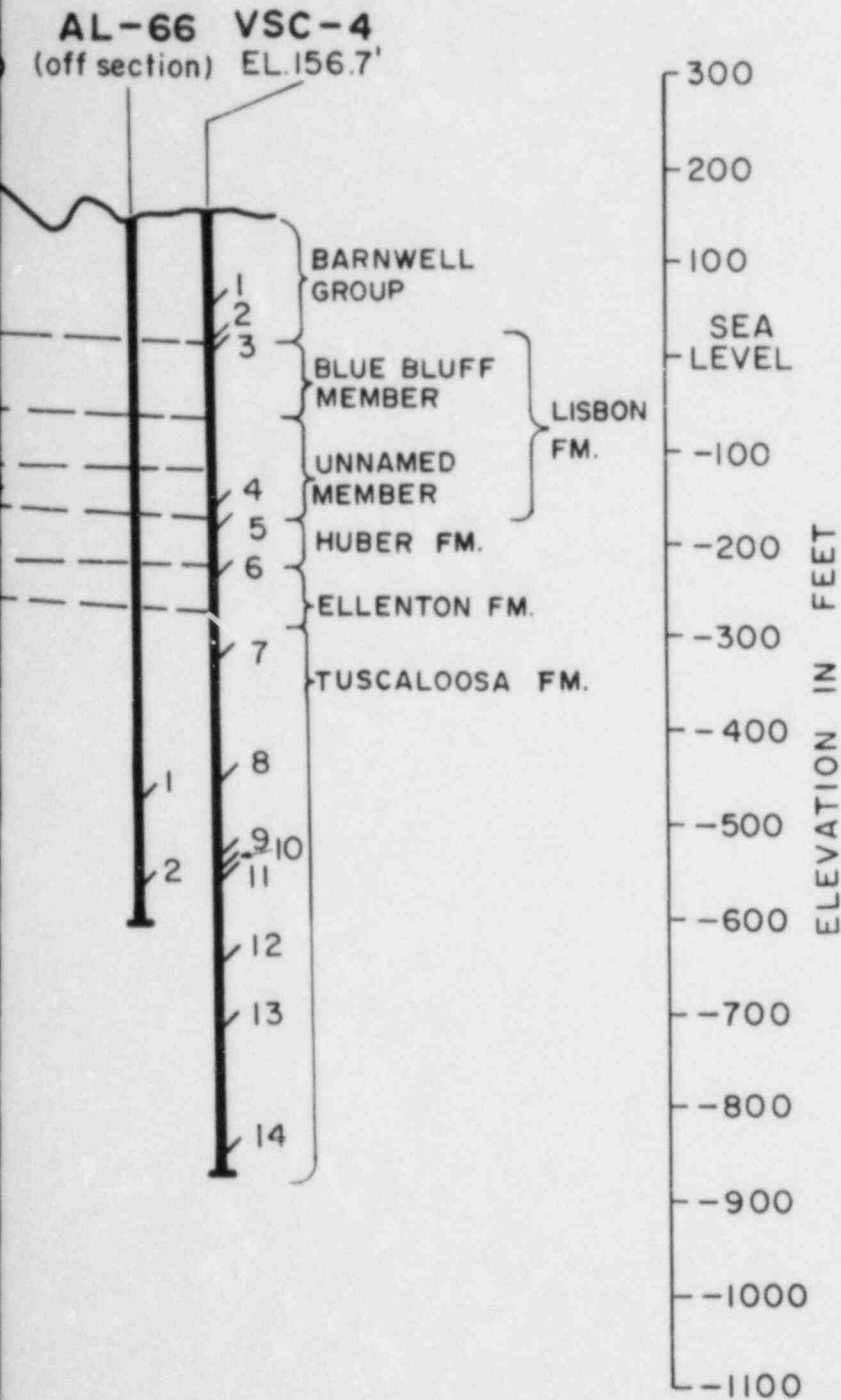 AL-66 VSC-4
(off section) EL.156.7'
300
200
100
SEA
LEVEL
-100
-200
-300
-400
-500
-600
-700
-800
-900
-1000
-1100
ELEVATION IN FEET
BARNWELL
GROUP
BLUE BLUFF
MEMBER
UNNAMED
MEMBER
LISBON
FM.
HUBER FM.
ELLENTON FM.
TUSCALOOSA FM.
1
2
3
4
5
6
7
8
9
10
11
12
13
14
1
2